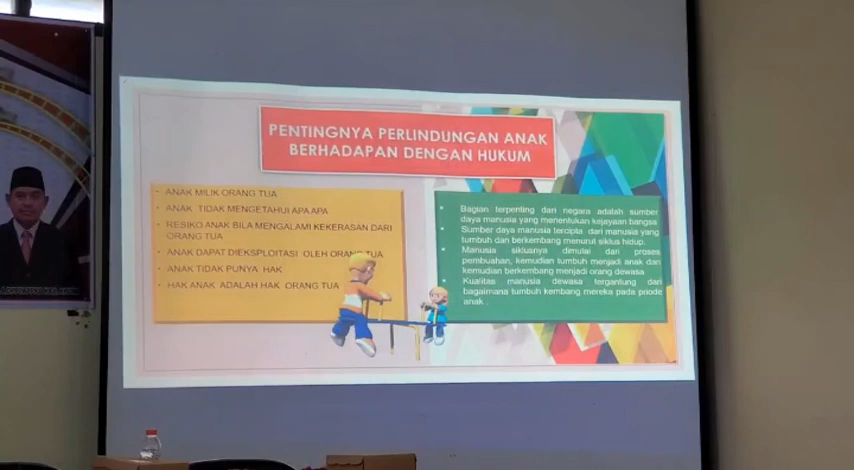 PENTINGNYA PERLINDUNGAN ANAK
BERHADAPAN DENGAN HUKUM
• ANAK MILIK ORANG TUA
• ANAK TIDAK MENGETAHUI APA APA
• RESIKO ANAK BILA MENGALAMI KEKERASAN DARI
ORANG TUA
• ANAK DAPAT DIEKSPLOITASI OLEH ORANG TUA
• ANAK TIDAK PUNYA HAK
• HAK ANAK ADALAH HAK ORANG TUA
• Bagian terpenting dari negara adalah sumber
daya manusia yang menentukan kejayaan bangsa
• Sumber daya manusia tercipta dari manusia yang
tumbuh dan berkembang menurut siklus hidup.
• Manusia siklusnya dimulai dari proses
pembuahan, kemudian tumbuh menjadi anak dan
kemudian berkembang menjadi orang dewasa
• Kualitas manusia dewasa tergantung dari
bagaimana tumbuh kembang mereka pada priode
anak .